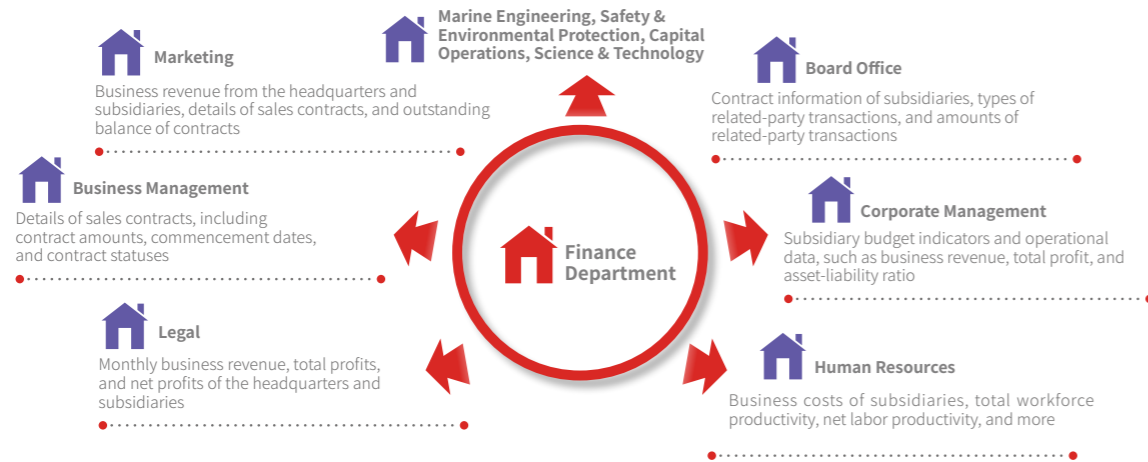 Marine Engineering, Safety &
Environmental Protection, Capital
Operations, Science & Technology
Marketing
Business revenue from the headquarters and
subsidiaries, details of sales contracts, and outstanding
balance of contracts
Board Office
Contract information of subsidiaries, types of
related-party transactions, and amounts of
related-party transactions
Business Management
Details of sales contracts, including
contract amounts, commencement dates,
and contract statuses
Finance
Department
Corporate Management
Subsidiary budget indicators and operational
data, such as business revenue, total profit, and
asset-liability ratio
Legal
Monthly business revenue, total profits,
and net profits of the headquarters and
subsidiaries
Human Resources
Business costs of subsidiaries, total workforce
productivity, net labor productivity, and more